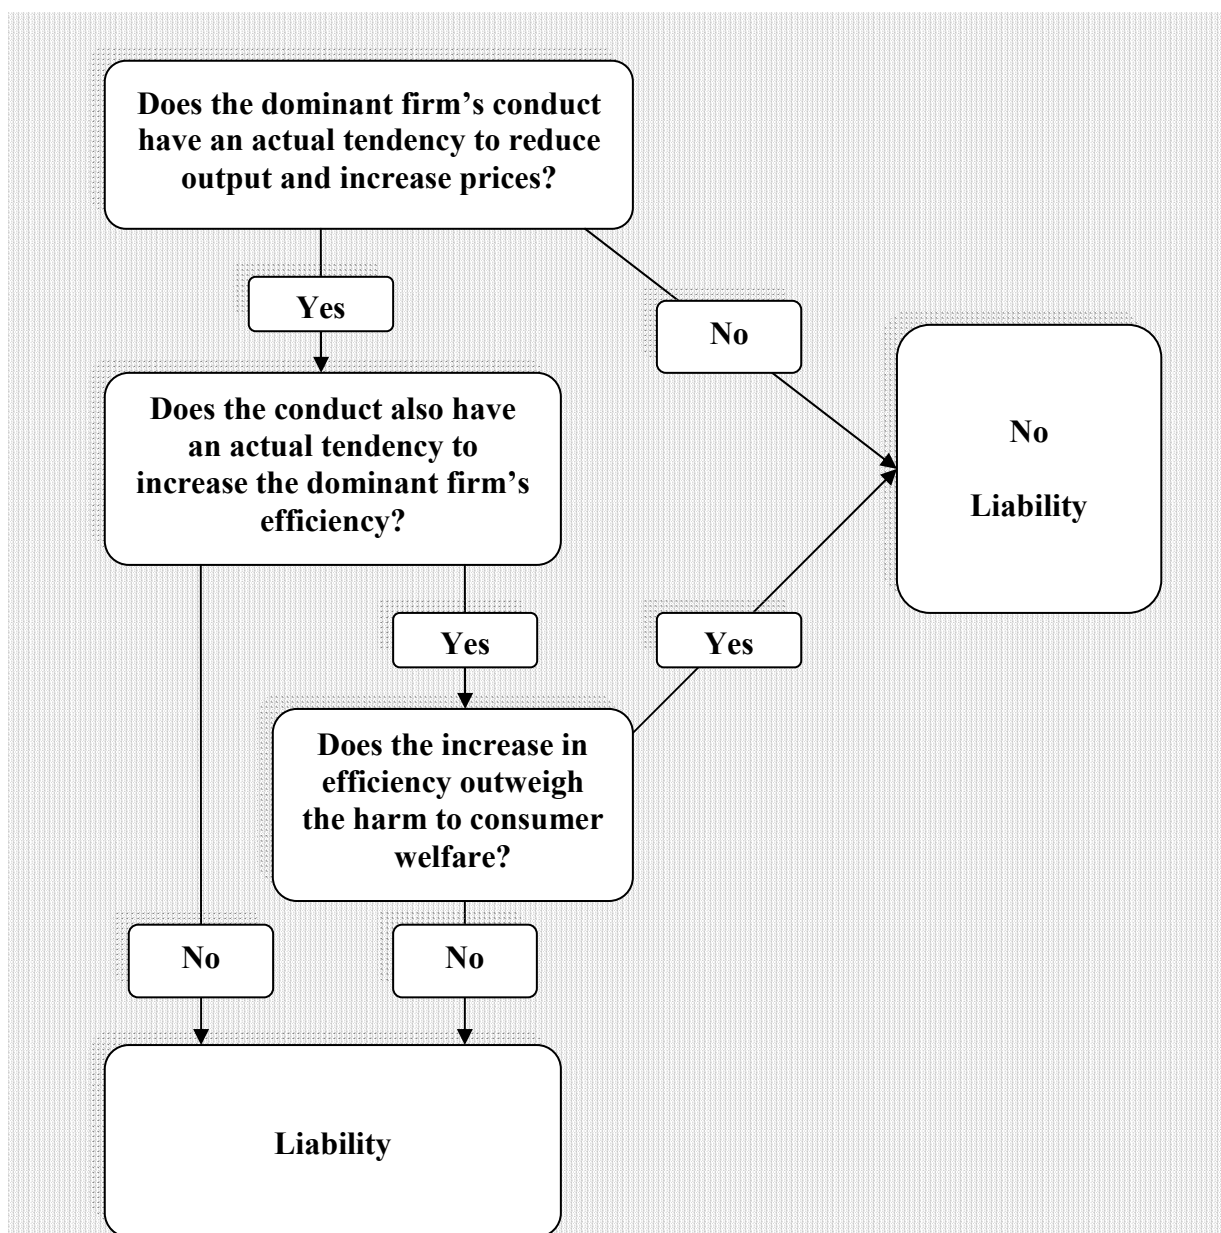 Does the dominant firm’s conduct
have an actual tendency to reduce
output and increase prices?
Yes
No
Does the conduct also have
an actual tendency to
increase the dominant firm’s
efficiency?
No
Liability
Yes
Yes
Does the increase in
efficiency outweigh
the harm to consumer
welfare?
No
No
Liability